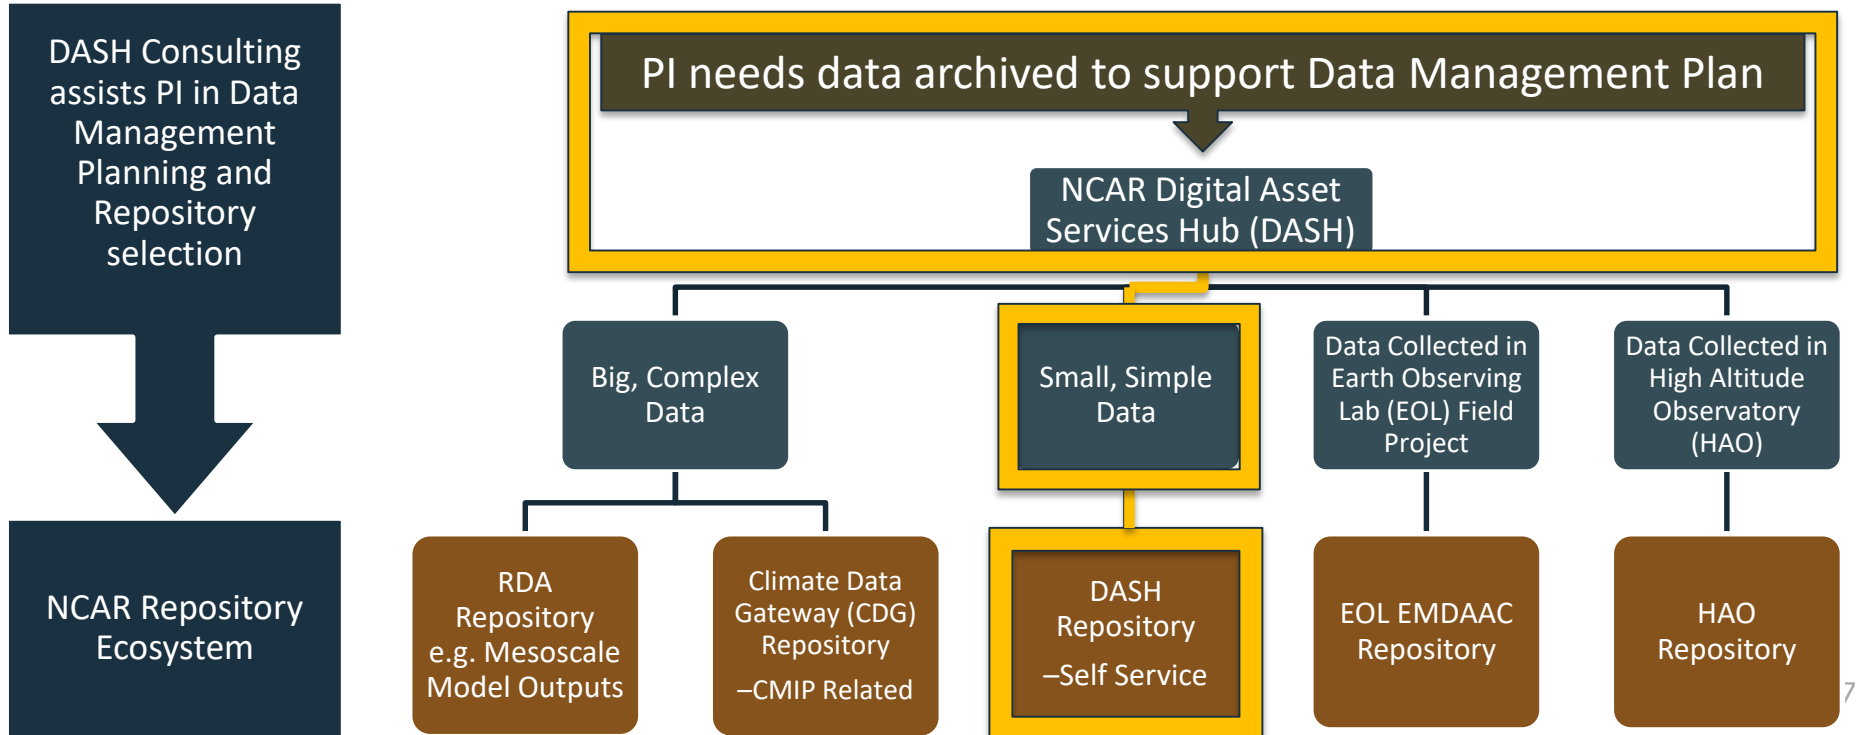 DASH Consulting
assists PI in Data
Management
Planning and
Repository
selection
NCAR Repository
Ecosystem
PI needs data archived to support Data Management Plan
NCAR Digital Asset
Services Hub (DASH)
Big, Complex
Data
Small, Simple
Data
Data Collected in
Earth Observing
Lab (EOL) Field
Project
Data Collected in
High Altitude
Observatory
(HAO)
RDA
Repository
e.g. Mesoscale
Model Outputs
Climate Data
Gateway (CDG)
Repository
–CMIP Related
DASH
Repository
–Self Service
EOL EMDAAC
Repository
HAO
Repository
7